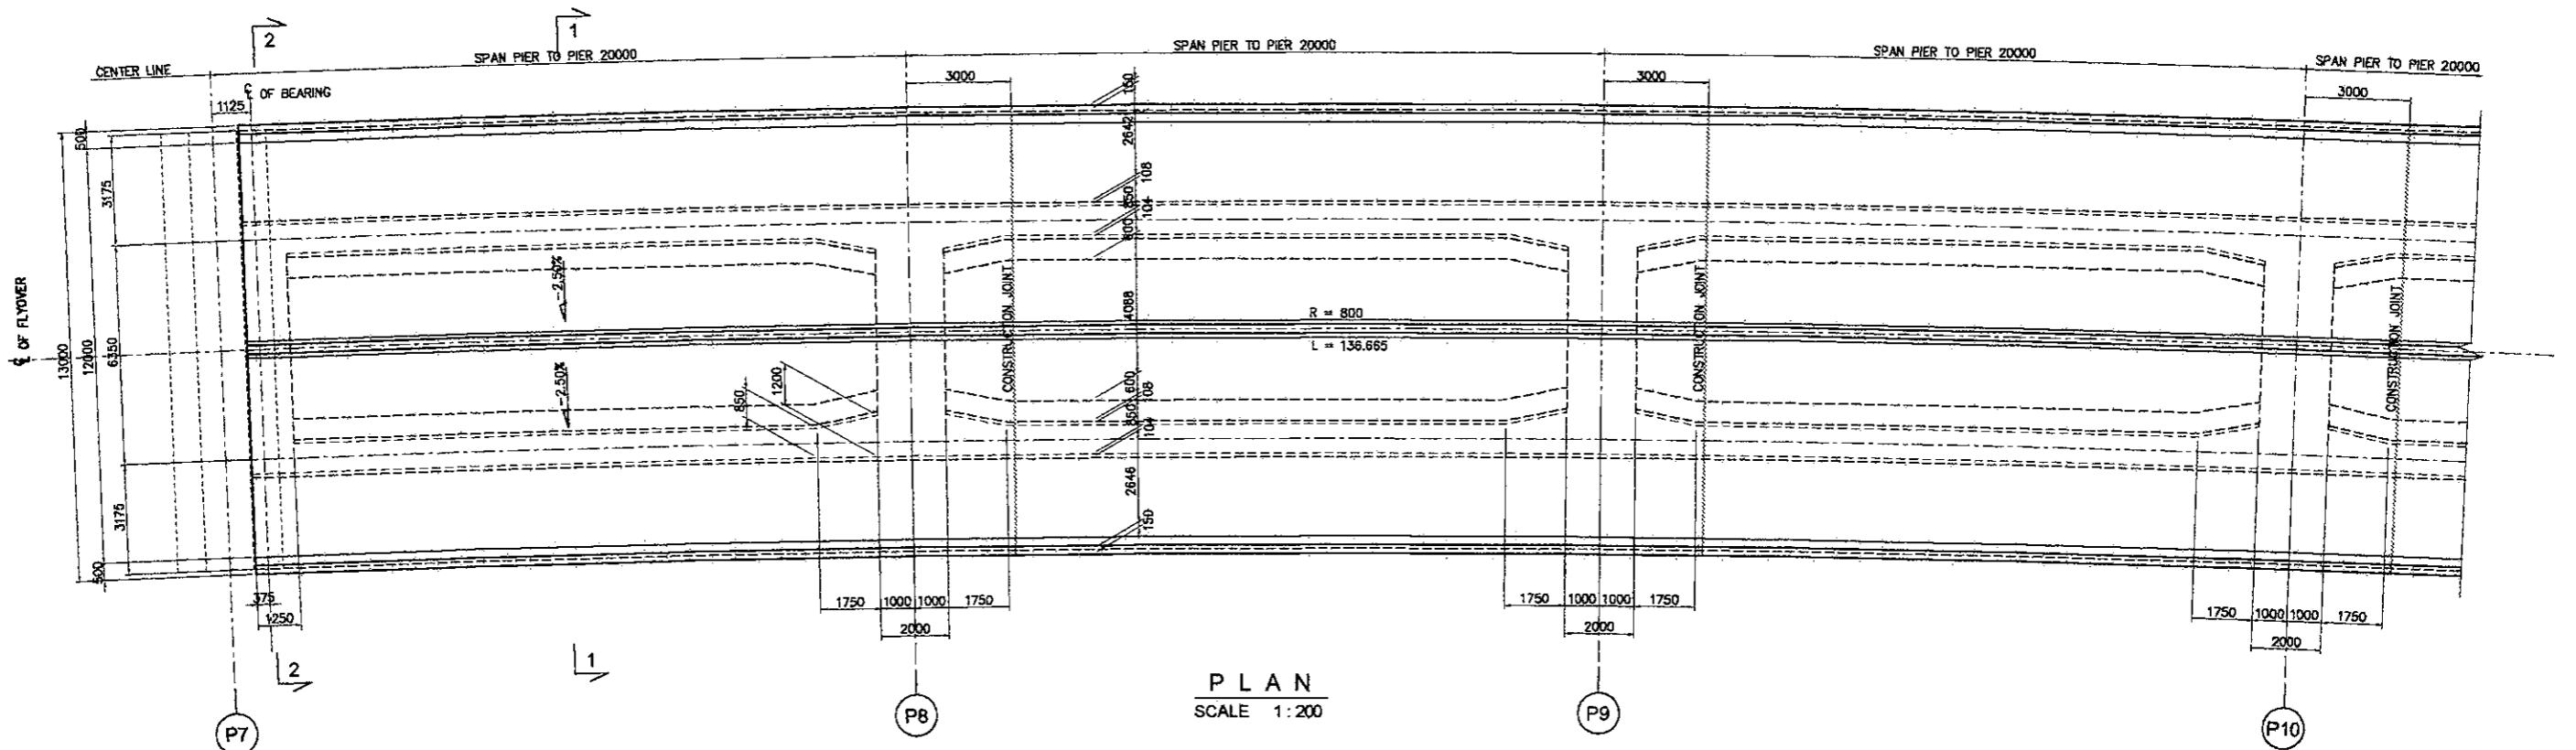 2
1
SPAN PIER TO PIER 20000
SPAN PIER TO PIER 20000
SPAN PIER TO PIER 20000
SPAN PIER TO PIER 20000
CENTER LINE
℄ OF BEARING
1125
3000
3000
3000
150
2642
108
850
104
600
4088
600
108
850
104
2646
150
500
3175
13000
12000
6350
3175
500
℄ OF FLYOVER
-2.50%
-2.50%
850
1200
CONSTRUCTION JOINT
CONSTRUCTION JOINT
CONSTRUCTION JOINT
R = 800
L = 136.665
375
1250
1750 1000 1000 1750
2000
1750 1000 1000 1750
2000
1750 1000 1000 1750
2000
2
1
P L A N
SCALE 1 : 200
P7
P8
P9
P10